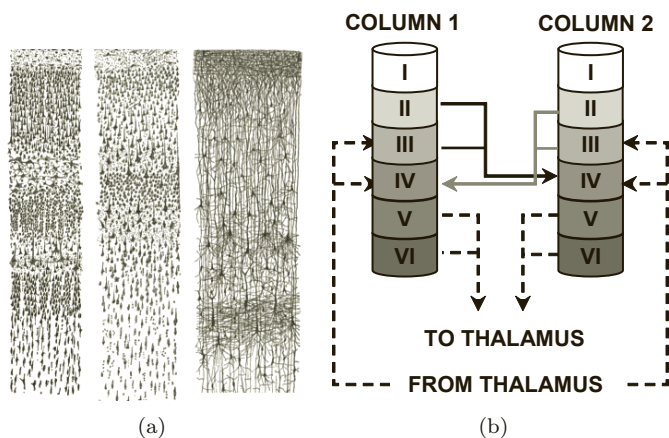 COLUMN 1 COLUMN 2
I I
II II
III III
IV IV
V V
VI VI
TO THALAMUS
FROM THALAMUS
(a) (b)